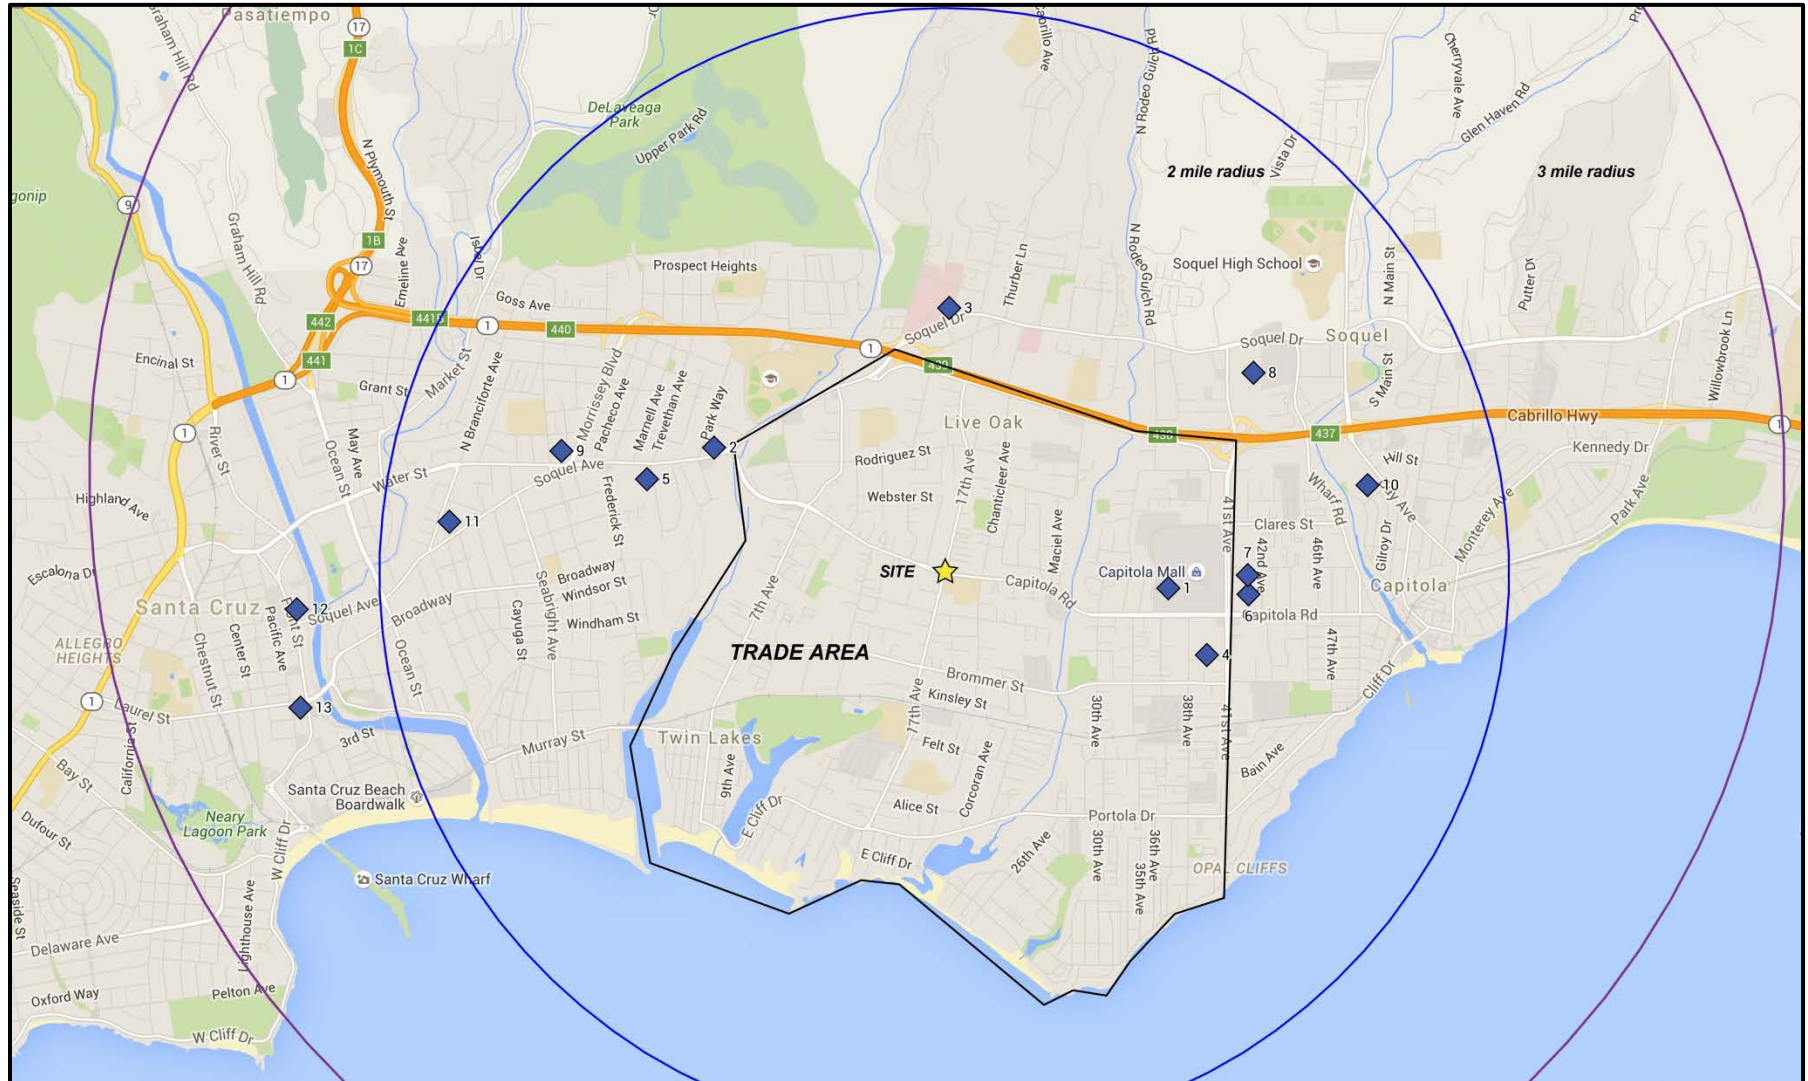 Pasatiempo
17
1C
Graham Hill Rd
DeLaveaga
Park
Upper Park Rd
Cabrillo Ave
N Rodeo Gulch Rd
Cherryvale Ave
Glen Haven Rd
Vista Dr
2 mile radius
3 mile radius
gonip
9
N Plymouth St
Graham Hill Rd
1B
17
Emeline Ave
Isbel Dr
Prospect Heights
Goss Ave
Thurber Ln
N Rodeo Gulch Rd
Soquel High School
N Main St
Putter Dr
3
Soquel Dr
442
441B
1
440
1
439
441
Encinal St
1
Grant St
Market St
N Branciforte Ave
Morrissey Blvd
Pacheco Ave
Marnell Ave
Trevethan Ave
Park Way
Soquel Dr
Soquel
S Main St
Willowbrook Ln
8
Live Oak
438
437
Cabrillo Hwy
1
1
River St
Ocean St
May Ave
Water St
9
Soquel Ave
5
2
Frederick St
Rodriguez St
Webster St
17th Ave
Chanticleer Ave
Maciel Ave
41st Ave
Clares St
Wharf Rd
Hill St
10
Bay Ave
Gilroy Dr
Monterey Ave
Kennedy Dr
Park Ave
Highland Ave
11
Escalona Dr
Broadway
Windsor St
7th Ave
SITE
Capitola Rd
Capitola Mall
1
7
42nd Ave
46th Ave
6
Capitola Rd
Capitola
Santa Cruz
12
Soquel Ave
Broadway
Front St
Pacific Ave
Center St
Chestnut St
Cayuga St
Seabright Ave
Windham St
ALLEGRO
HEIGHTS
Ocean St
TRADE AREA
4
47th Ave
Cliff Dr
Brommer St
Kinsley St
1
Laurel St
13
3rd St
Murray St
Twin Lakes
17th Ave
Felt St
30th Ave
38th Ave
41st Ave
Bain Ave
California St
Bay St
9th Ave
Corcoran Ave
Santa Cruz Beach
Boardwalk
Neary
Lagoon Park
Dufour St
W Cliff Dr
E Cliff Dr
Alice St
Portola Dr
E Cliff Dr
26th Ave
30th Ave
36th Ave
35th Ave
OPAL CLIFFS
Santa Cruz Wharf
Seaside St
Lighthouse Ave
Delaware Ave
Oxford Way
Pelton Ave
W Cliff Dr